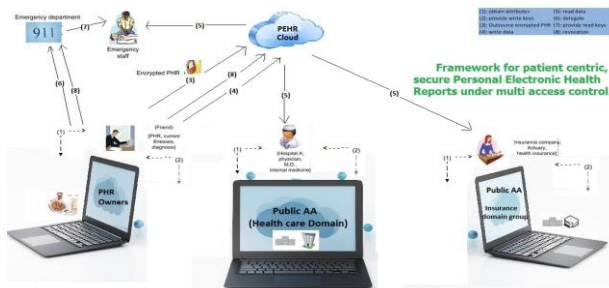 Emergency department
911
(7)
Emergency
staff
(5)
PEHR
Cloud
(1): obtain attributes
(2): provide write keys
(3): Outsource encrypted PHR
(4): write data
(5): read data
(6): delegate
(7): provide read keys
(8): revocation
Framework for patient centric,
secure Personal Electronic Health
Reports under multi access control
Encrypted PHR
(3)
(8)
(4)
(6)
(8)
(5)
(5)
(1)
[Friend]
[PHR, current
illnesses,
diagnosis]
(2)
(1)
[Hospital A,
physician,
M.D.,
internal medicine]
(2)
(1)
[Insurance company,
Actuary,
health insurance]
(2)
PHR
Owners
Public AA
(Health care Domain)
Public AA
Insurance
domain group